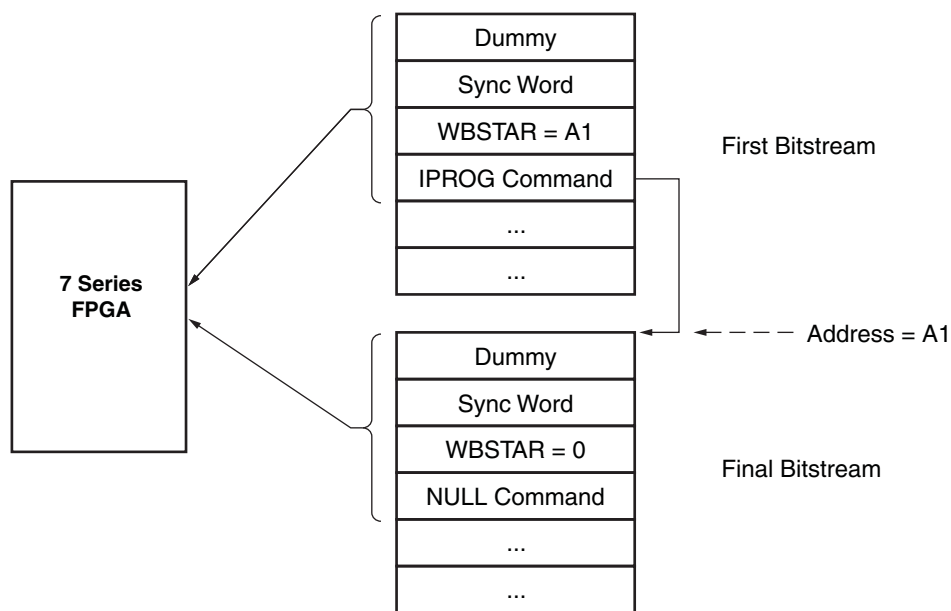 Dummy
Sync Word
WBSTAR = A1
First Bitstream
IPROG Command
...
...
7 Series
FPGA
Address = A1
Dummy
Sync Word
WBSTAR = 0
Final Bitstream
NULL Command
...
...